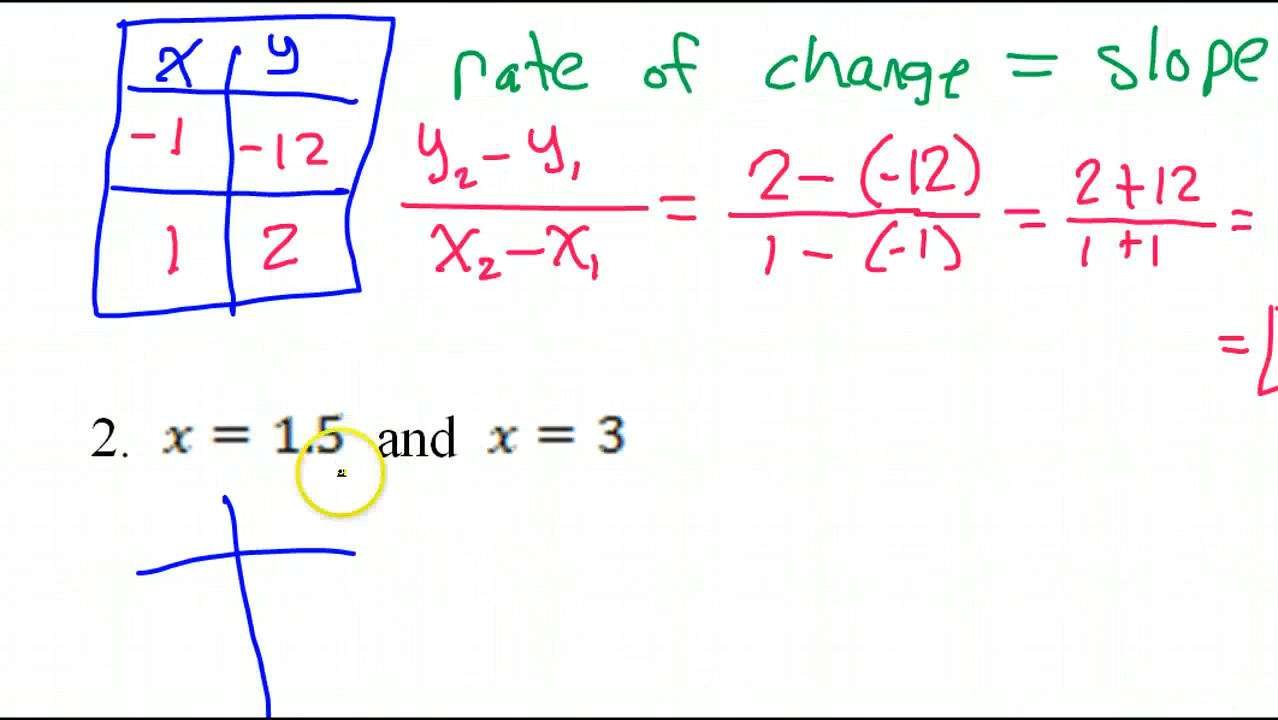 x y rate of change = slope
-1 -12 y₂ - y₁ / x₂ - x₁ = 2 - (-12) / 1 - (-1) = 2 + 12 / 1 + 1 =
1 2
=
2. x = 1.5 and x = 3